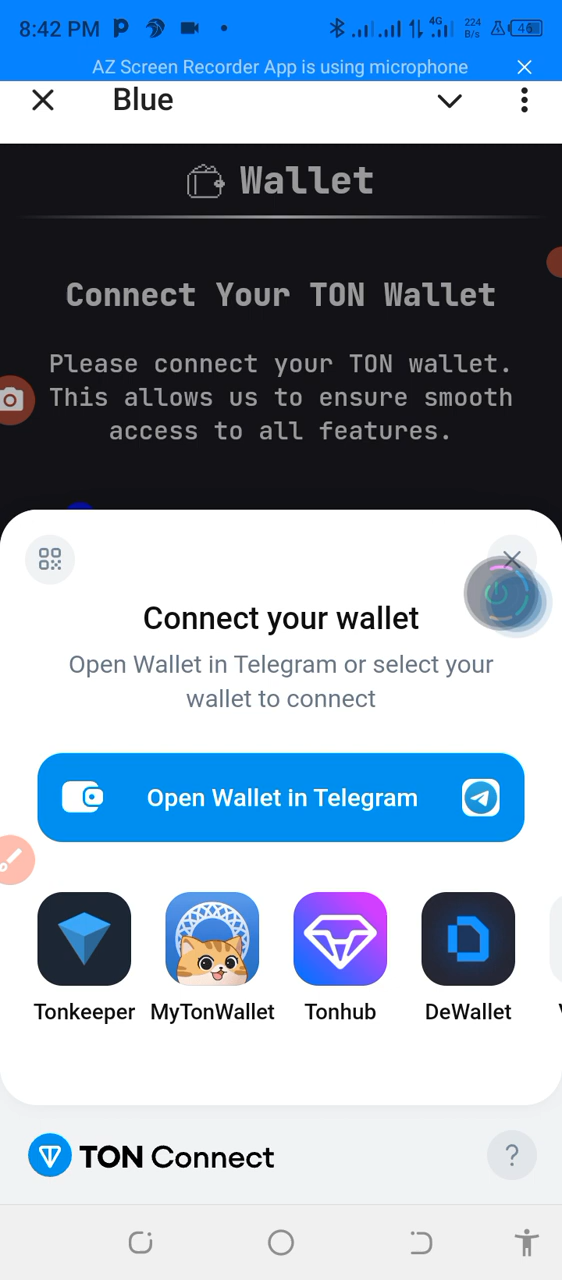 8:42 PM
4G
224
B/s
46
AZ Screen Recorder App is using microphone
Blue
Wallet
Connect Your TON Wallet
Please connect your TON wallet.
This allows us to ensure smooth
access to all features.
Connect your wallet
Open Wallet in Telegram or select your
wallet to connect
Open Wallet in Telegram
Tonkeeper
MyTonWallet
Tonhub
DeWallet
TON Connect
?